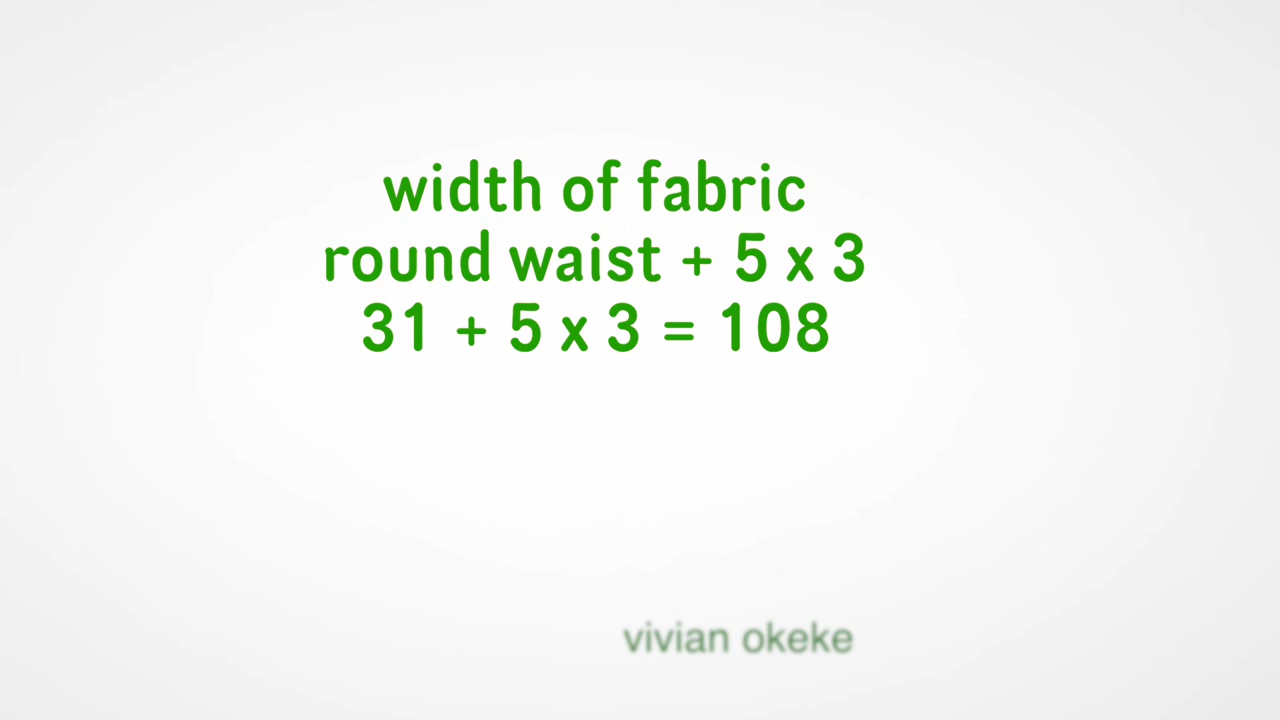 width of fabric
round waist + 5 x 3
31 + 5 x 3 = 108
vivian okeke